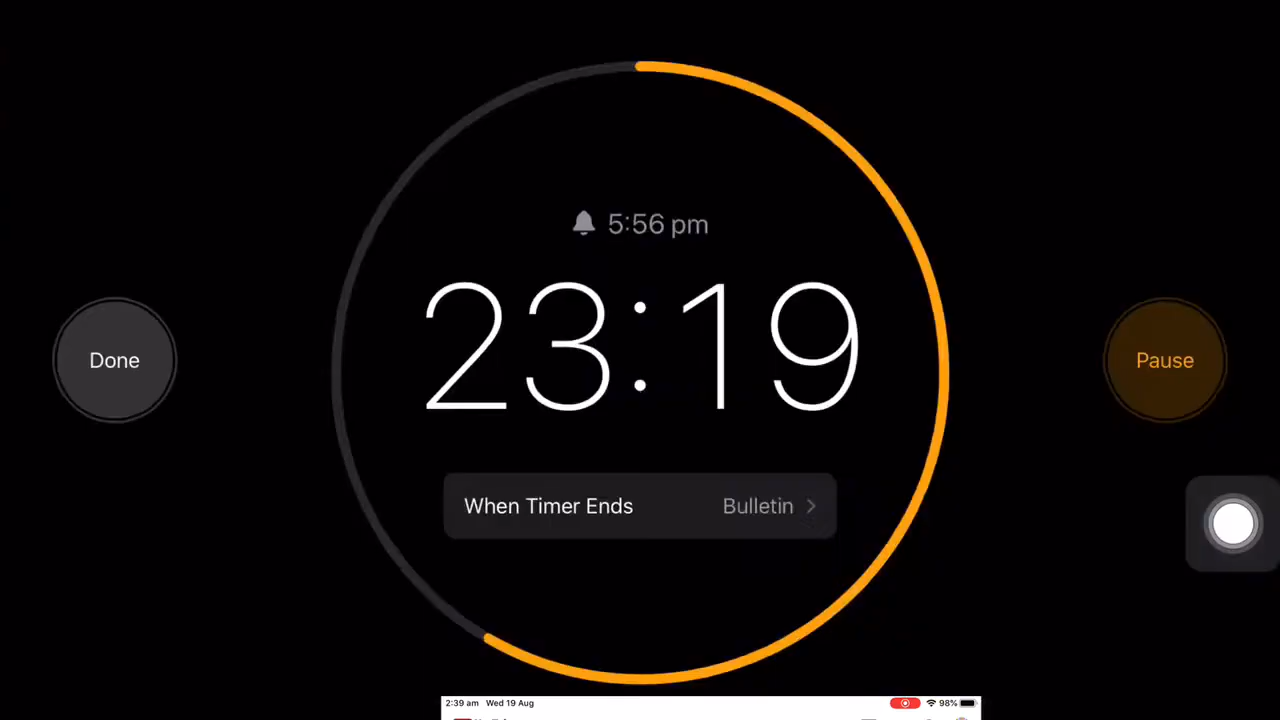 5:56 pm
23:19
Done
Pause
When Timer Ends Bulletin
2:39 am Wed 19 Aug 98%